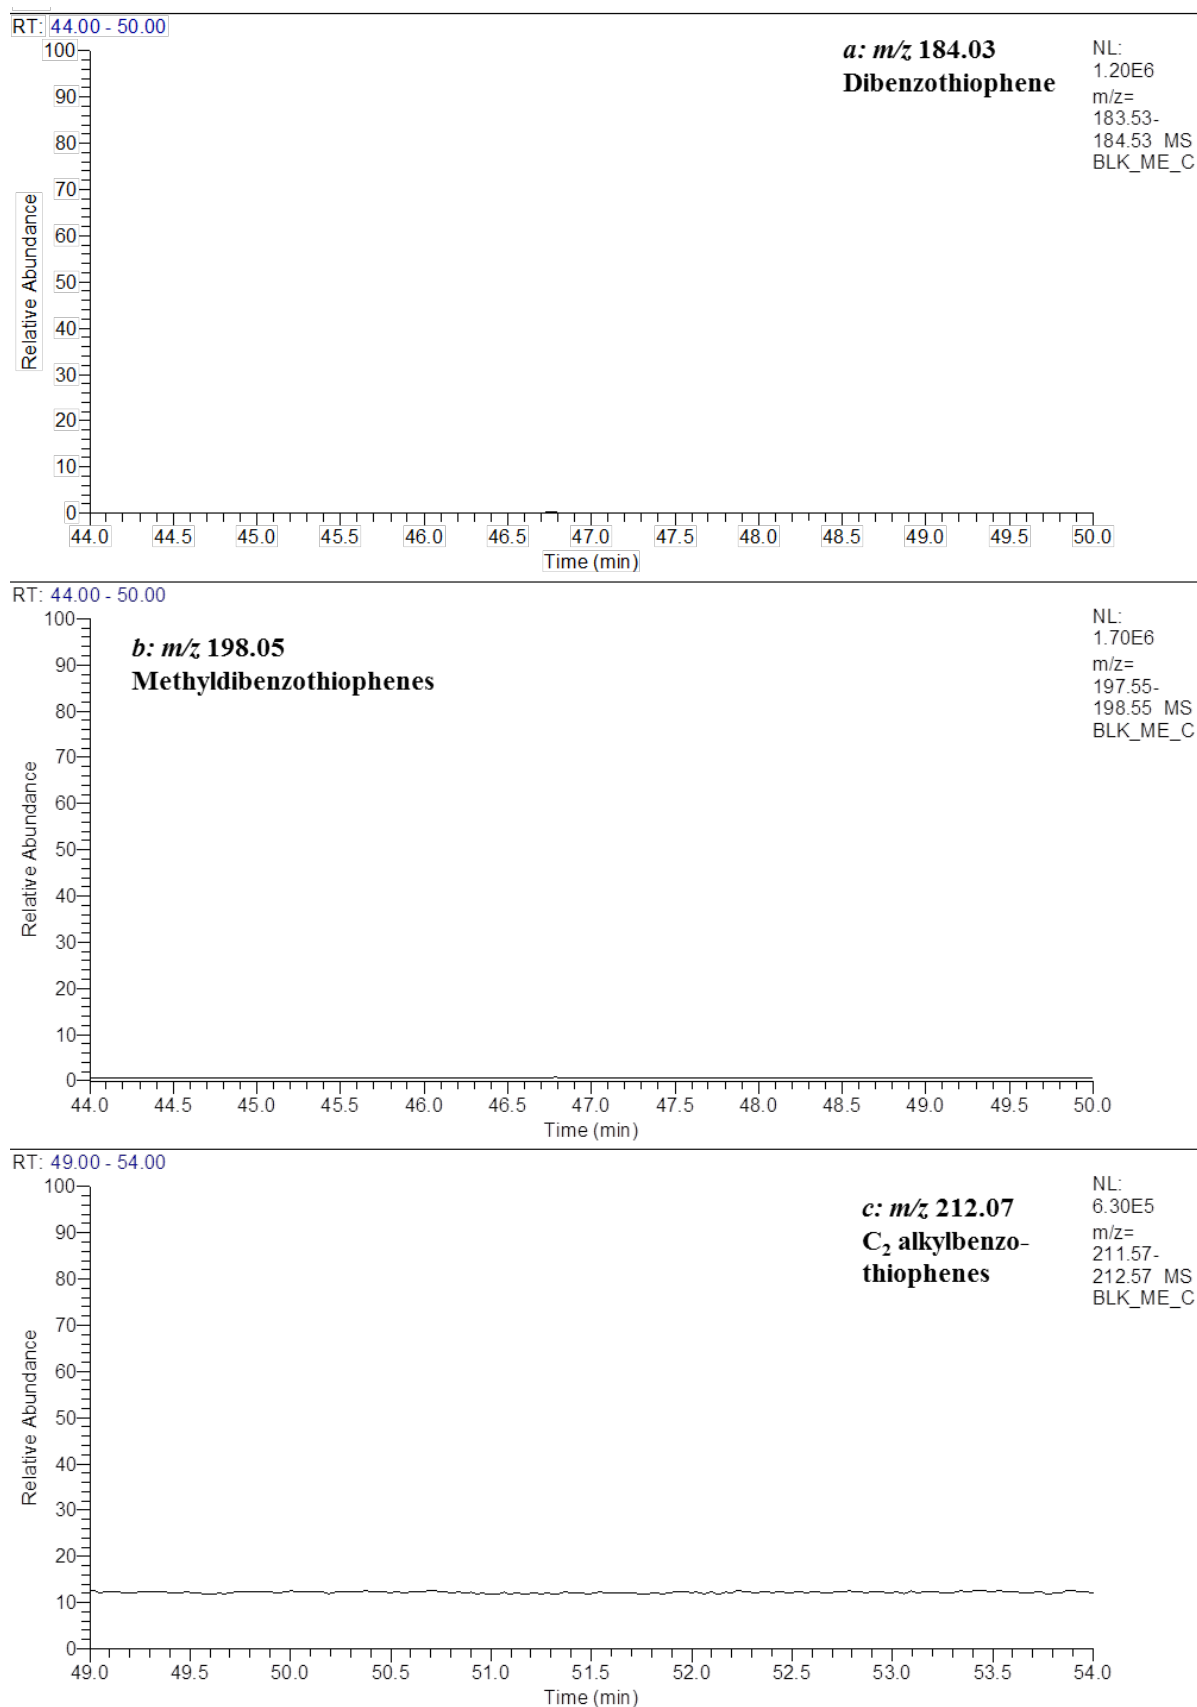 RT: 44.00 - 50.00
a: m/z 184.03
Dibenzothiophene
NL:
1.20E6
m/z=
183.53-
184.53 MS
BLK_ME_C
100
90
80
70
60
50
40
30
20
10
0
Relative Abundance
44.0 44.5 45.0 45.5 46.0 46.5 47.0 47.5 48.0 48.5 49.0 49.5 50.0
Time (min)
RT: 44.00 - 50.00
b: m/z 198.05
Methyldibenzothiophenes
NL:
1.70E6
m/z=
197.55-
198.55 MS
BLK_ME_C
100
90
80
70
60
50
40
30
20
10
0
Relative Abundance
44.0 44.5 45.0 45.5 46.0 46.5 47.0 47.5 48.0 48.5 49.0 49.5 50.0
Time (min)
RT: 49.00 - 54.00
c: m/z 212.07
C₂ alkylbenzo-
thiophenes
NL:
6.30E5
m/z=
211.57-
212.57 MS
BLK_ME_C
100
90
80
70
60
50
40
30
20
10
0
Relative Abundance
49.0 49.5 50.0 50.5 51.0 51.5 52.0 52.5 53.0 53.5 54.0
Time (min)